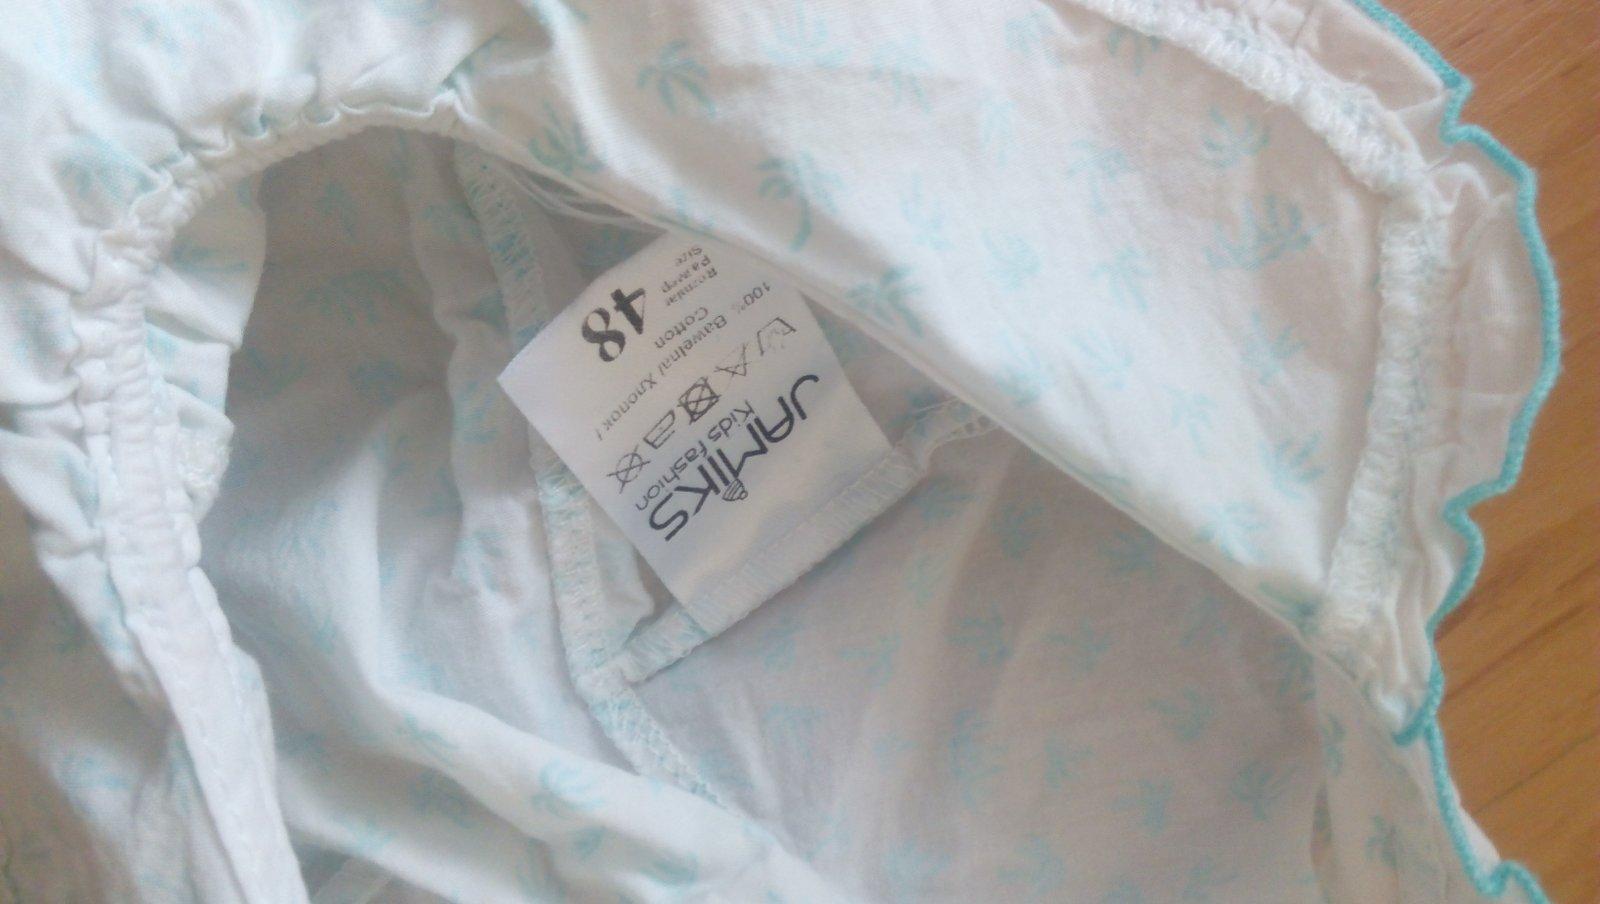 JAMIKS
Kids fashion
100% Bawełna/ Хлопок /
Cotton
Rozmiar
Размер
Size
48